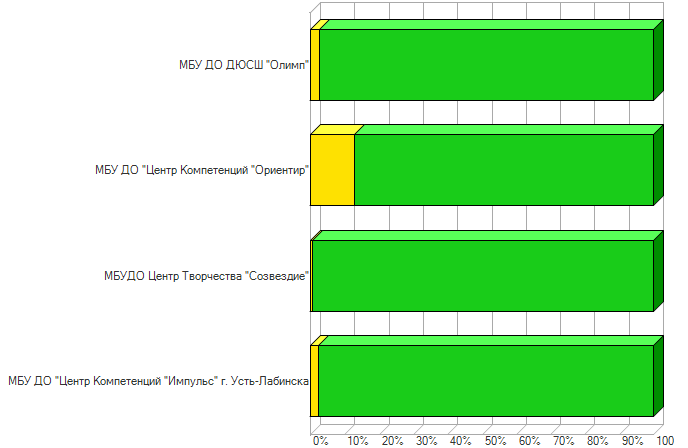 МБУ ДО ДЮСШ "Олимп"
МБУ ДО "Центр Компетенций "Ориентир"
МБУДО Центр Творчества "Созвездие"
МБУ ДО "Центр Компетенций "Импульс" г. Усть-Лабинска
0% 10% 20% 30% 40% 50% 60% 70% 80% 90% 100